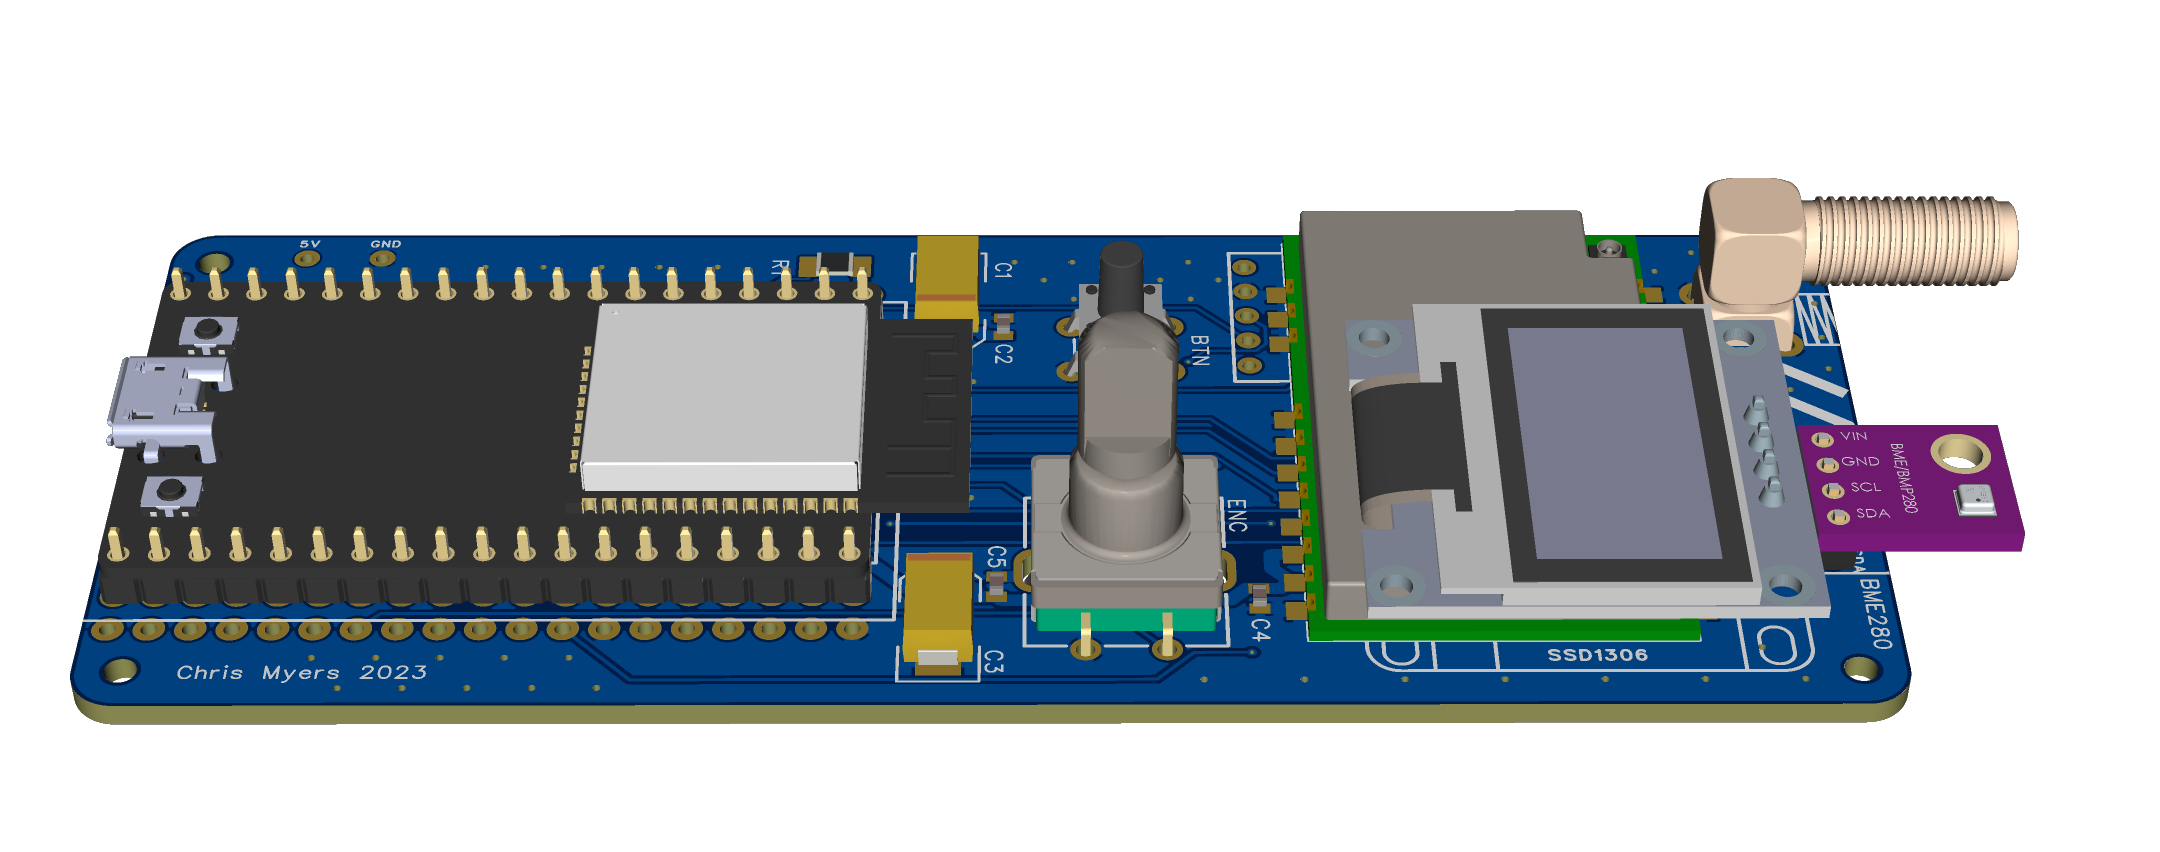 5V
GND
C1
C2
BTN
VIN
GND
SCL
SDA
BME/BMP280
ENC
C5
C4
C3
SSD1306
BME280
Chris Myers 2023